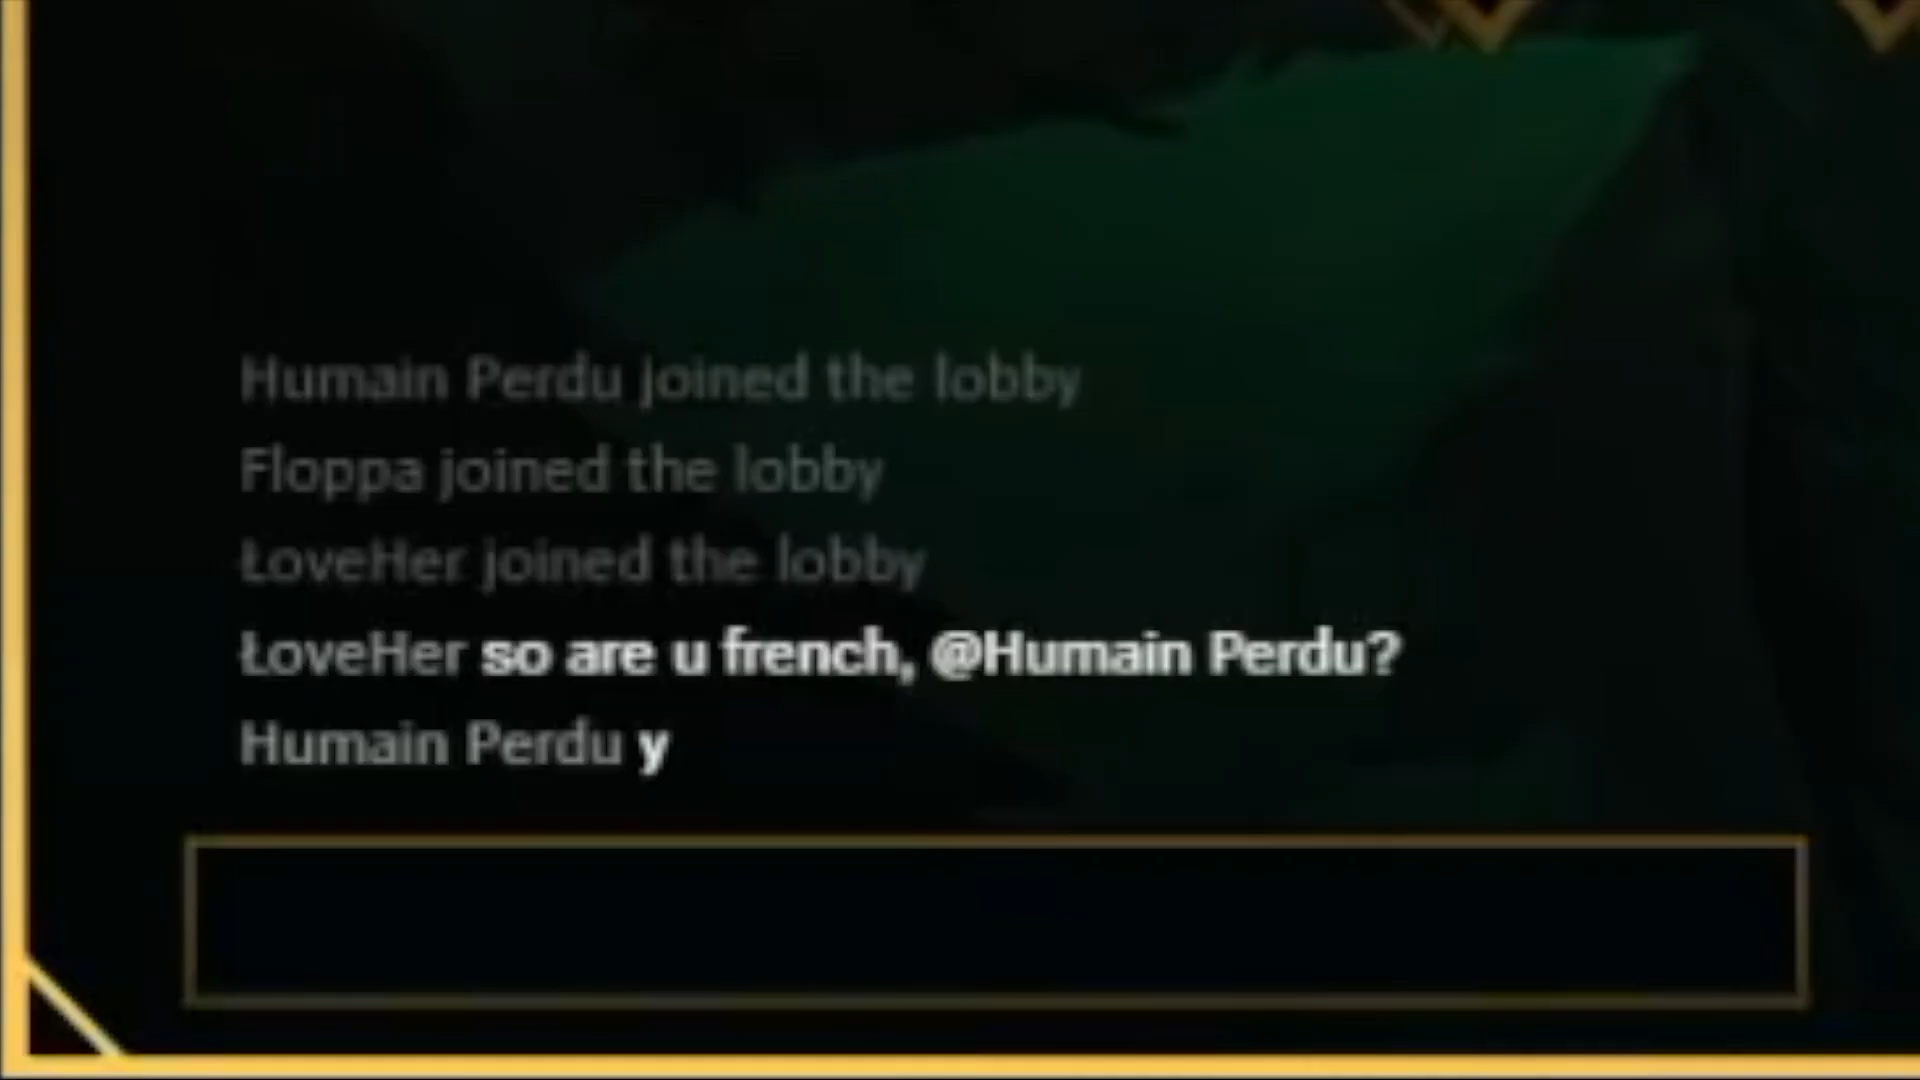 Humain Perdu joined the lobby
Floppa joined the lobby
ŁoveHer joined the lobby
ŁoveHer so are u french, @Humain Perdu?
Humain Perdu y